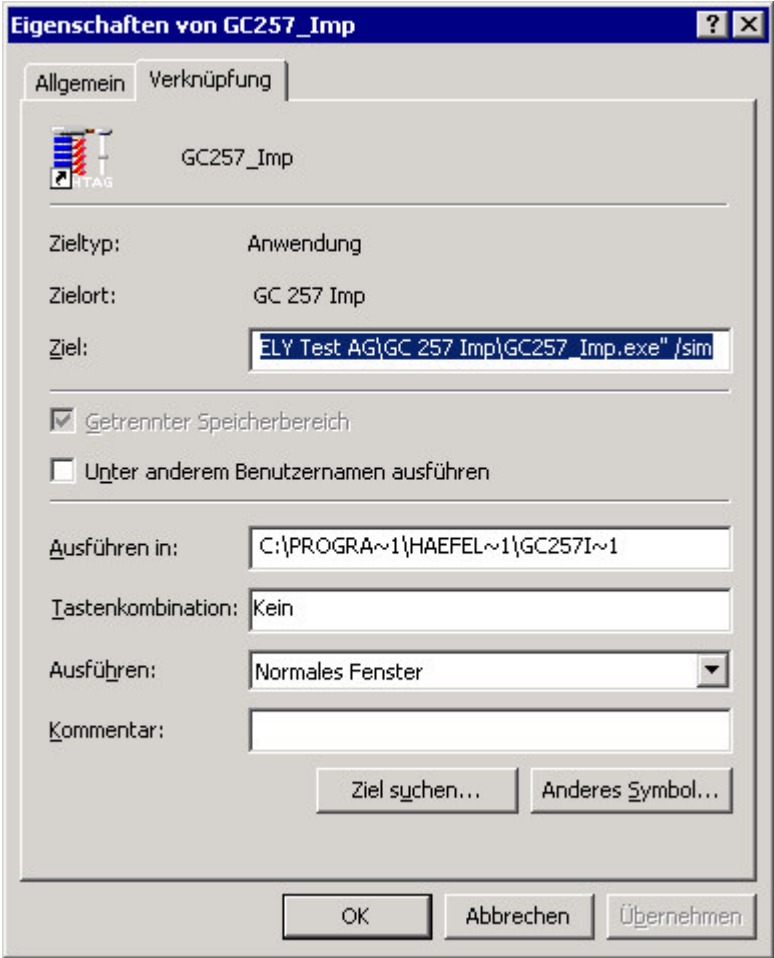 Eigenschaften von GC257_Imp
Allgemein
Verknüpfung
GC257_Imp
Zieltyp: Anwendung
Zielort: GC 257 Imp
Ziel: ELY Test AG\GC 257 Imp\GC257_Imp.exe" /sim
Getrennter Speicherbereich
Unter anderem Benutzernamen ausführen
Ausführen in: C:\PROGRA~1\HAEFEL~1\GC257I~1
Tastenkombination: Kein
Ausführen: Normales Fenster
Kommentar:
Ziel suchen... Anderes Symbol...
OK Abbrechen Übernehmen